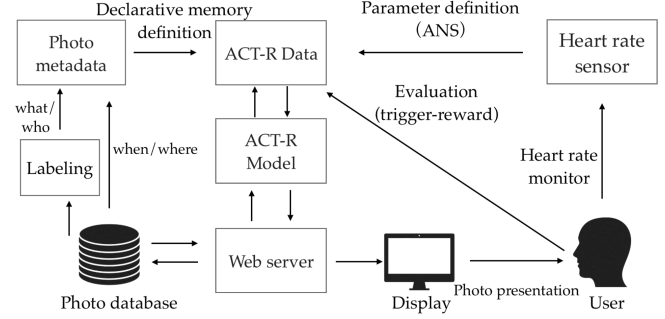 Declarative memory
definition
Parameter definition
(ANS)
Photo
metadata
ACT-R Data
Heart rate
sensor
what/
who
Evaluation
(trigger-reward)
when/where
ACT-R
Model
Labeling
Heart rate
monitor
Web server
Photo database
Display
Photo presentation
User